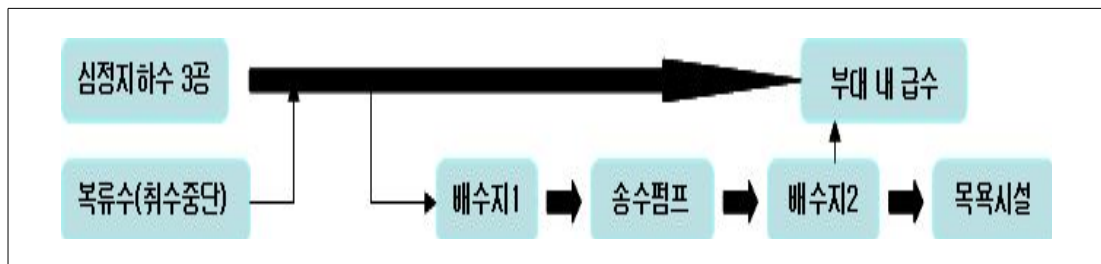 심정지하수 3공
부대 내 급수
복류수(취수중단)
배수지1
송수펌프
배수지2
목욕시설